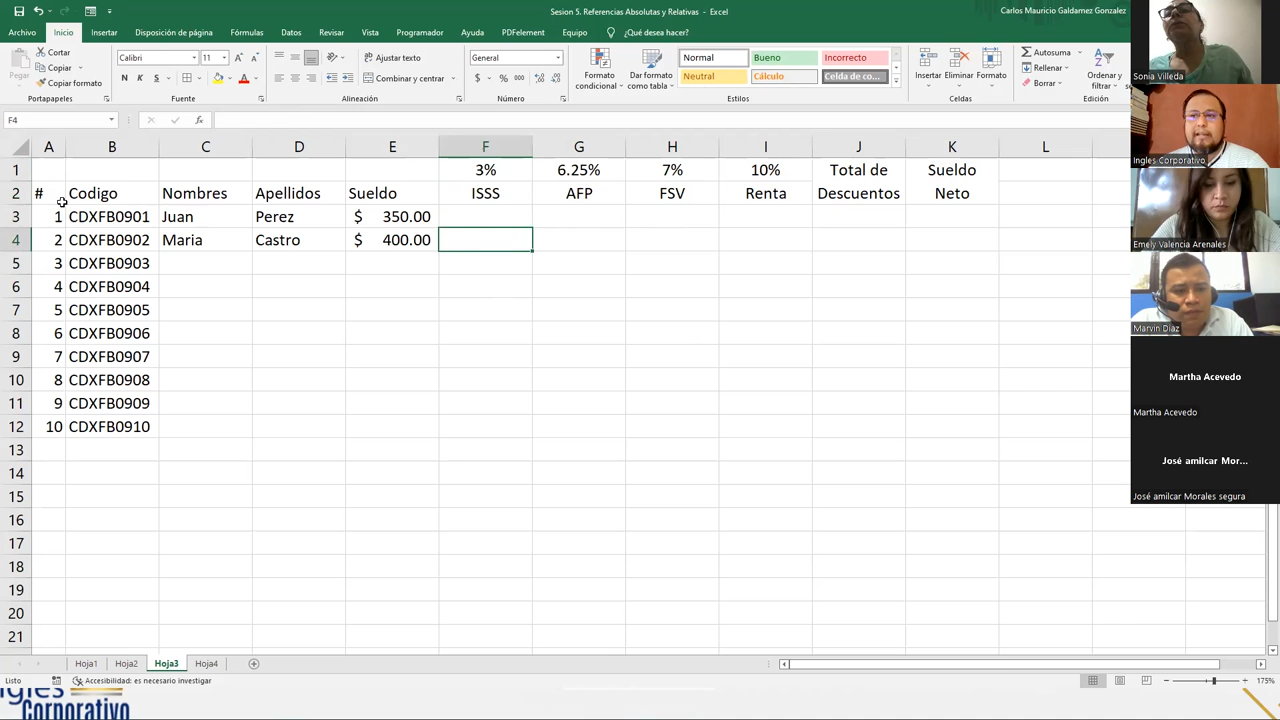 Sesion 5. Referencias Absolutas y Relativas - Excel
Carlos Mauricio Galdamez Gonzalez
Archivo Inicio Insertar Disposición de página Fórmulas Datos Revisar Vista Programador Ayuda PDFelement Equipo ¿Qué desea hacer?
Pegar
Cortar
Copiar
Copiar formato
Portapapeles
Calibri 11
N K S
Fuente
Ajustar texto
Combinar y centrar
Alineación
General
$ % 000
Número
Formato condicional
Dar formato como tabla
Normal Bueno Incorrecto
Neutral Cálculo Celda de co...
Estilos
Insertar Eliminar Formato
Celdas
Autosuma
Rellenar
Borrar
Ordenar y filtrar
Edición
F4
fx
A B C D E F G H I J K L
1 3% 6.25% 7% 10% Total de Sueldo
2 # Codigo Nombres Apellidos Sueldo ISSS AFP FSV Renta Descuentos Neto
3 1 CDXFB0901 Juan Perez $ 350.00
4 2 CDXFB0902 Maria Castro $ 400.00
5 3 CDXFB0903
6 4 CDXFB0904
7 5 CDXFB0905
8 6 CDXFB0906
9 7 CDXFB0907
10 8 CDXFB0908
11 9 CDXFB0909
12 10 CDXFB0910
13
14
15
16
17
18
19
20
21
Hoja1 Hoja2 Hoja3 Hoja4
Listo Accesibilidad: es necesario investigar 175%
Ingles
Corporativo
Sonia Villeda
Ingles Corporativo
Emely Valencia Arenales
Marvin Diaz
Martha Acevedo
Martha Acevedo
José amilcar Mor...
José amilcar Morales segura